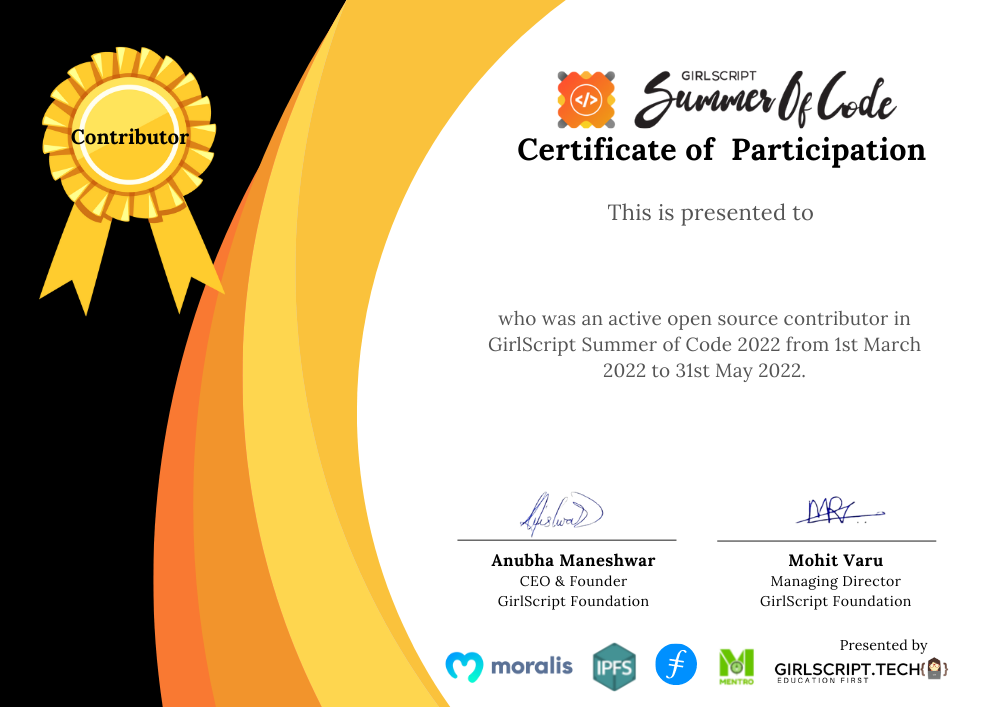 Contributor
GIRLSCRIPT
Summer Of Code
</>
Certificate of Participation
This is presented to
who was an active open source contributor in
GirlScript Summer of Code 2022 from 1st March
2022 to 31st May 2022.
Anubha Maneshwar
CEO & Founder
GirlScript Foundation
Mohit Varu
Managing Director
GirlScript Foundation
Presented by
moralis
IPFS
MENTRO
GIRLSCRIPT.TECH{ }
EDUCATION FIRST